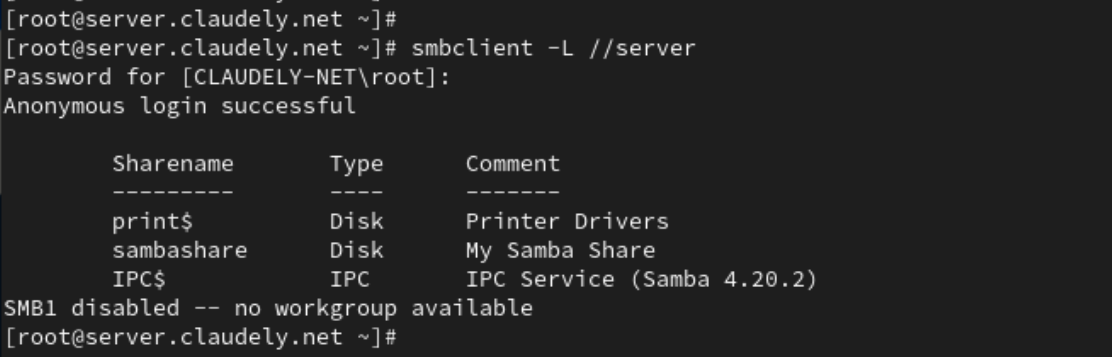 [root@server.claudely.net ~]#
[root@server.claudely.net ~]# smbclient -L //server
Password for [CLAUDELY-NET\root]:
Anonymous login successful
Sharename Type Comment
--------- ---- -------
print$ Disk Printer Drivers
sambashare Disk My Samba Share
IPC$ IPC IPC Service (Samba 4.20.2)
SMB1 disabled -- no workgroup available
[root@server.claudely.net ~]#